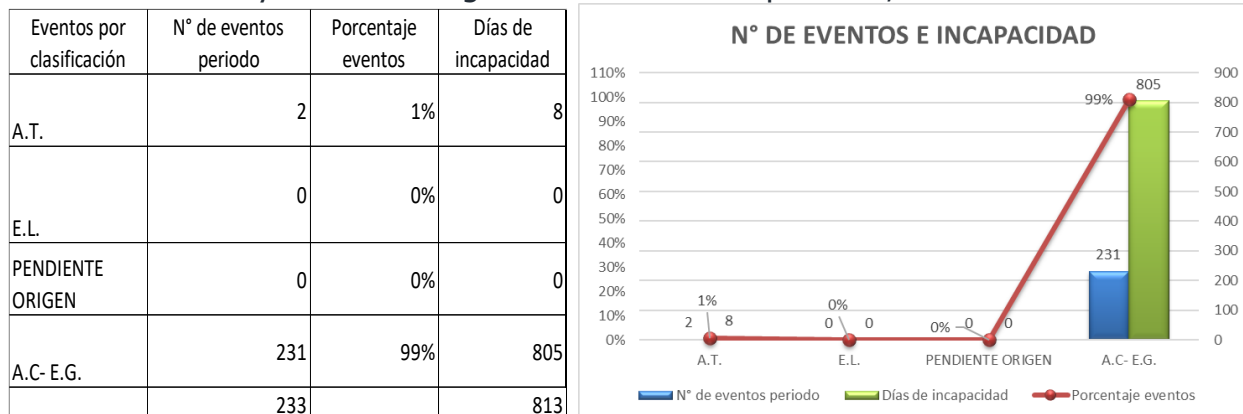 Eventos por clasificación N° de eventos periodo Porcentaje eventos Días de incapacidad
A.T. 2 1% 8
E.L. 0 0% 0
PENDIENTE ORIGEN 0 0% 0
A.C- E.G. 231 99% 805
233 813
N° DE EVENTOS E INCAPACIDAD
110%
100%
90%
80%
70%
60%
50%
40%
30%
20%
10%
0%
900
800
700
600
500
400
300
200
100
0
2 1% 8
0 0% 0
0% 0 0
231 99% 805
A.T. E.L. PENDIENTE ORIGEN A.C- E.G.
N° de eventos periodo Días de incapacidad Porcentaje eventos